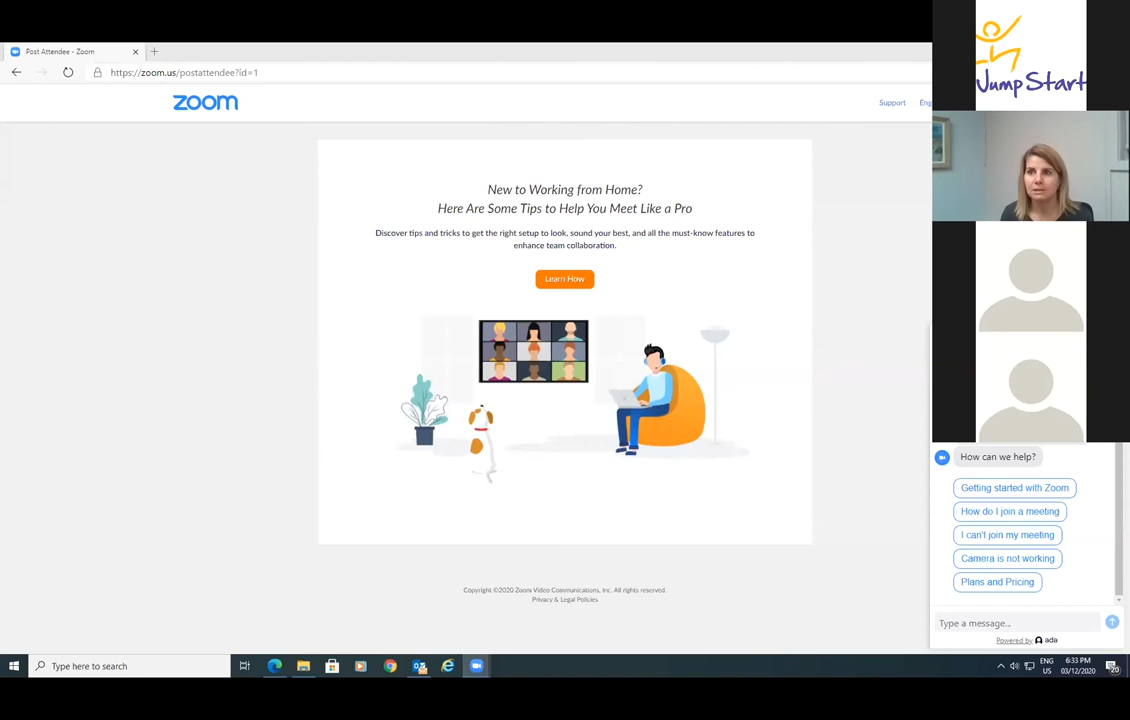 Post Attendee - Zoom
https://zoom.us/postattendee?id=1
zoom
Support
Eng
JumpStart
New to Working from Home?
Here Are Some Tips to Help You Meet Like a Pro
Discover tips and tricks to get the right setup to look, sound your best, and all the must-know features to
enhance team collaboration.
Learn How
How can we help?
Getting started with Zoom
How do I join a meeting
I can't join my meeting
Camera is not working
Plans and Pricing
Type a message...
Powered by ada
Copyright ©2020 Zoom Video Communications, Inc. All rights reserved.
Privacy & Legal Policies
Type here to search
ENG
US
6:33 PM
03/12/2020
20